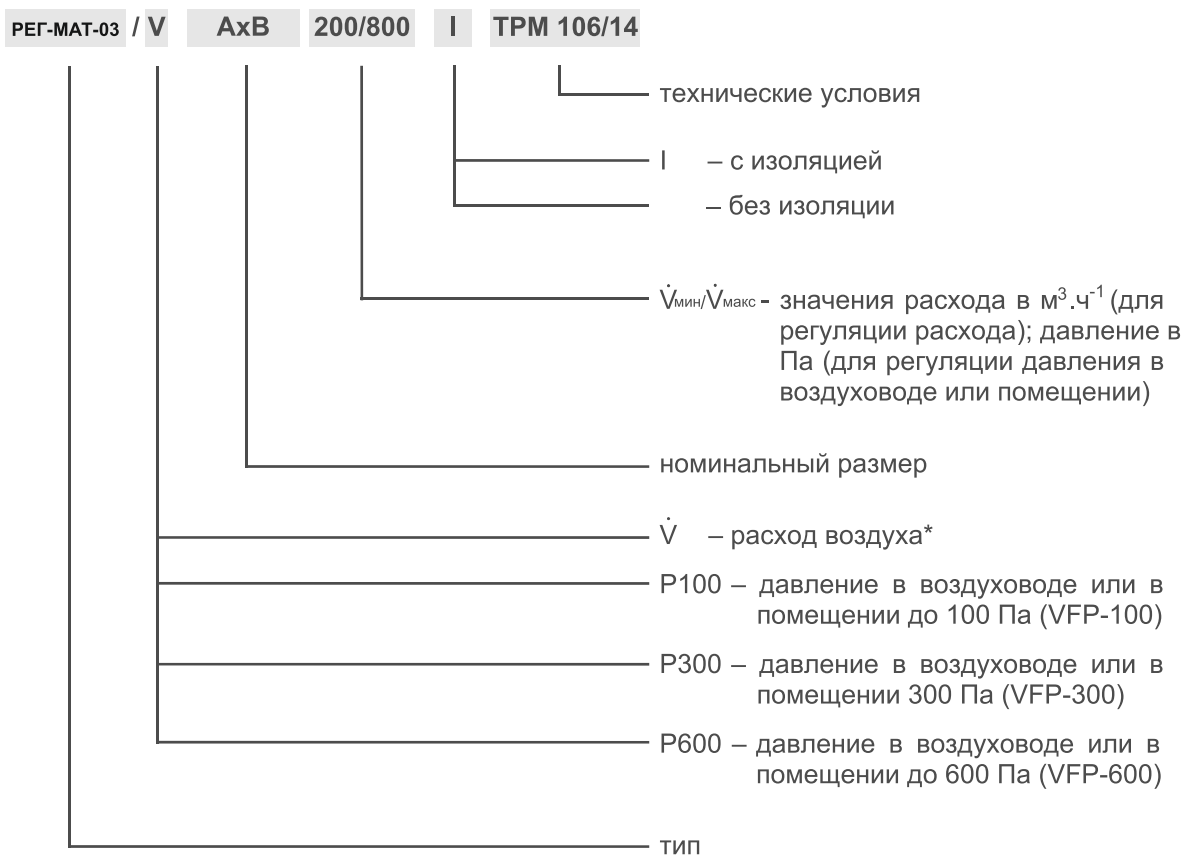 РЕГ-МАТ-03 / V АxВ 200/800 I ТРМ 106/14
технические условия
I – с изоляцией
– без изоляции
V̇мин/V̇макс - значения расхода в м³.ч⁻¹ (для
регуляции расхода); давление в
Па (для регуляции давления в
воздуховоде или помещении)
номинальный размер
V̇ – расход воздуха*
P100 – давление в воздуховоде или в
помещении до 100 Па (VFP-100)
P300 – давление в воздуховоде или в
помещении 300 Па (VFP-300)
P600 – давление в воздуховоде или в
помещении до 600 Па (VFP-600)
тип